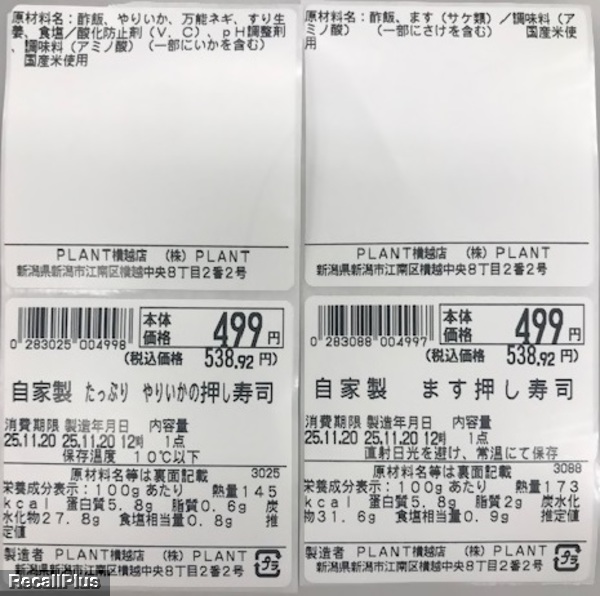 原材料名：酢飯、やりいか、万能ネギ、すり生
姜、食塩／酸化防止剤（V．C）、pH調整剤
、調味料（アミノ酸）（一部にいかを含む）
国産米使用
PLANT横越店 （株）PLANT
新潟県新潟市江南区横越中央8丁目2番2号
原材料名：酢飯、ます（サケ類）／調味料（ア
ミノ酸） （一部にさけを含む） 国産米使
用
PLANT横越店 （株）PLANT
新潟県新潟市江南区横越中央8丁目2番2号
本体
価格 499円
0 283025 004998
（税込価格 538.92円）
自家製 たっぷり やりいかの押し寿司
消費期限 製造年月日 内容量
25.11.20 25.11.20 12時 1点
保存温度 10℃以下
原材料名等は裏面記載 3025
栄養成分表示：100gあたり 熱量145
kcal 蛋白質5.8g 脂質0.6g 炭
水化物27.8g 食塩相当量0.8g 推
定値
製造者 PLANT横越店 （株）PLANT
新潟県新潟市江南区横越中央8丁目2番2号
プラ
本体
価格 499円
0 283088 004997
（税込価格 538.92円）
自家製 ます押し寿司
消費期限 製造年月日 内容量
25.11.20 25.11.20 12時 1点
直射日光を避け、常温にて保存
原材料名等は裏面記載 3088
栄養成分表示：100gあたり 熱量173
kcal 蛋白質5.8g 脂質2g 炭水化
物31.6g 食塩相当量0.9g 推定値
製造者 PLANT横越店 （株）PLANT
新潟県新潟市江南区横越中央8丁目2番2号
プラ
RecallPlus